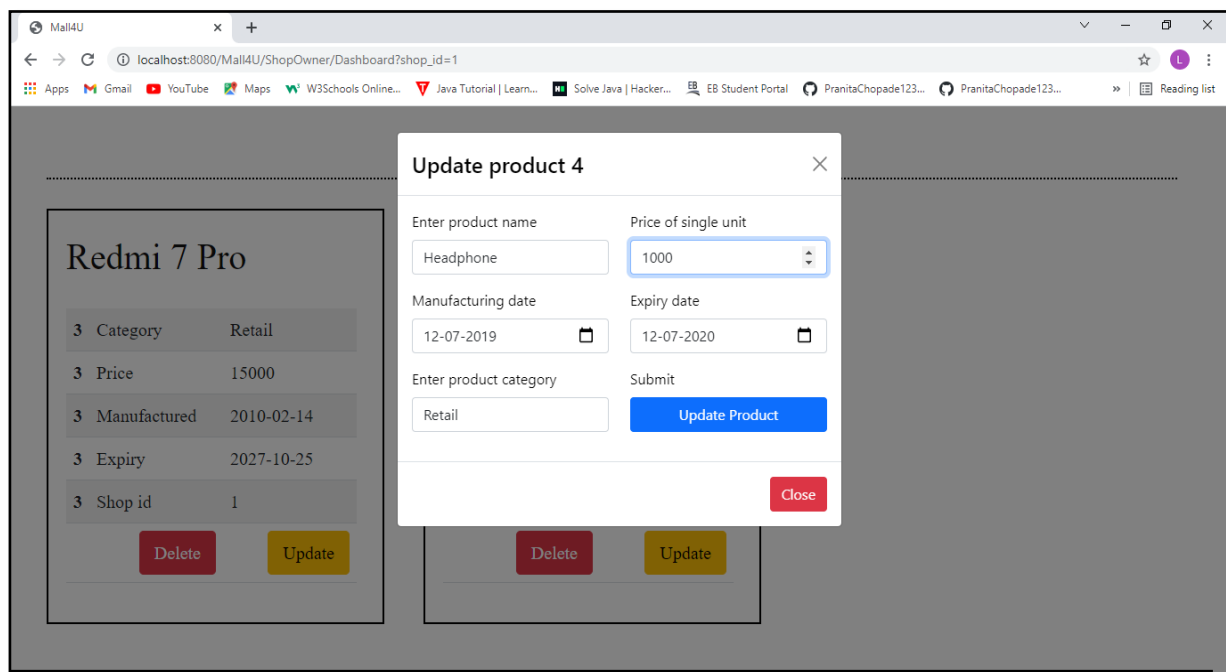 Mall4U
localhost:8080/Mall4U/ShopOwner/Dashboard?shop_id=1
L
Apps Gmail YouTube Maps W3Schools Online... Java Tutorial | Learn... Solve Java | Hacker... EB Student Portal PranitaChopade123... PranitaChopade123... » Reading list
Update product 4
Enter product name Price of single unit
Headphone 1000
Manufacturing date Expiry date
12-07-2019 12-07-2020
Enter product category Submit
Retail Update Product
Close
Redmi 7 Pro
3 Category Retail
3 Price 15000
3 Manufactured 2010-02-14
3 Expiry 2027-10-25
3 Shop id 1
Delete Update
Delete Update